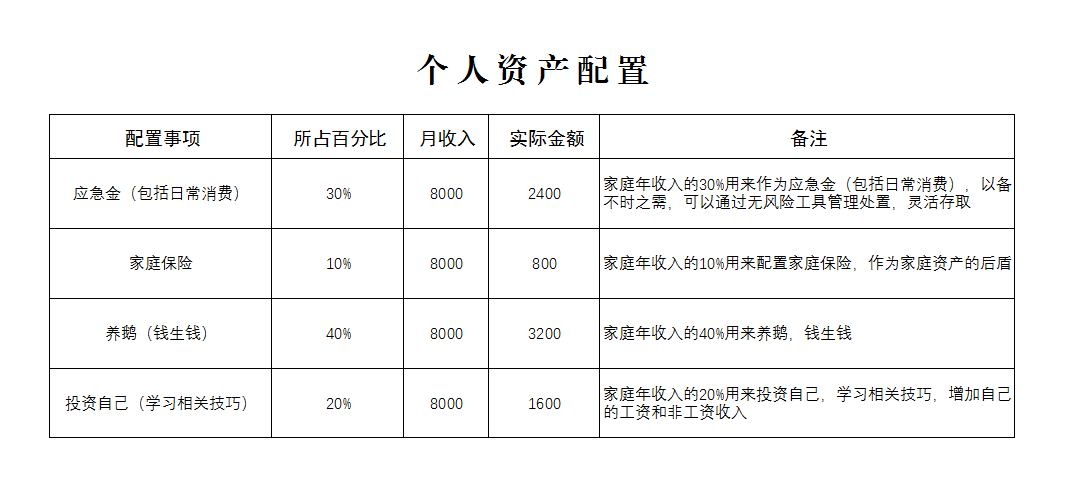 个人资产配置
配置事项 所占百分比 月收入 实际金额 备注
应急金（包括日常消费） 30% 8000 2400 家庭年收入的30%用来作为应急金（包括日常消费），以备
不时之需，可以通过无风险工具管理处置，灵活存取
家庭保险 10% 8000 800 家庭年收入的10%用来配置家庭保险，作为家庭资产的后盾
养鹅（钱生钱） 40% 8000 3200 家庭年收入的40%用来养鹅，钱生钱
投资自己（学习相关技巧） 20% 8000 1600 家庭年收入的20%用来投资自己，学习相关技巧，增加自己
的工资和非工资收入